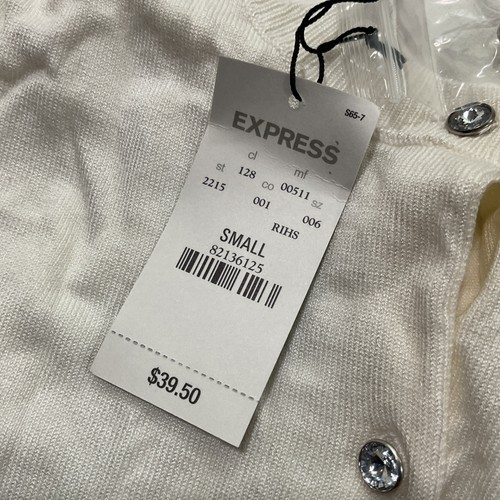 S65-7
EXPRESS
st cl mf
2215 128 co 00511 sz
001 006
RIHS
SMALL
82136125
$39.50